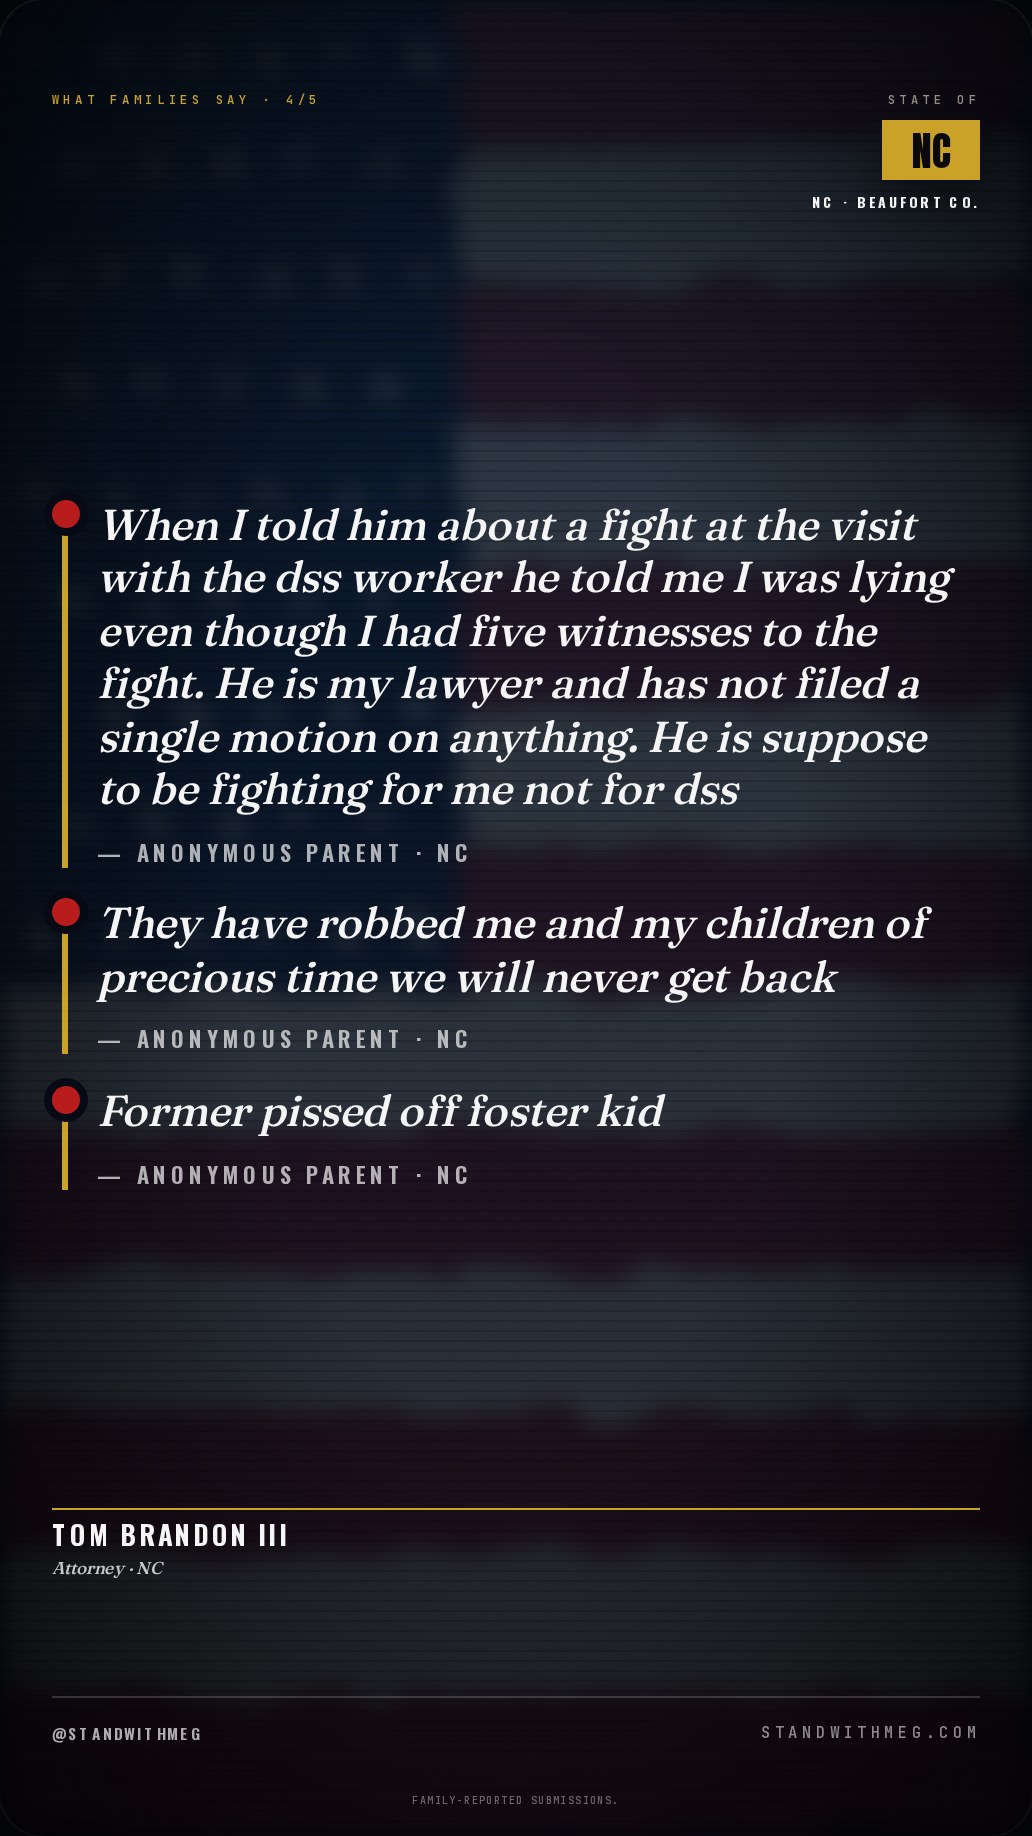 WHAT FAMILIES SAY · 4/5
STATE OF
NC
NC · BEAUFORT CO.
When I told him about a fight at the visit
with the dss worker he told me I was lying
even though I had five witnesses to the
fight. He is my lawyer and has not filed a
single motion on anything. He is suppose
to be fighting for me not for dss
— ANONYMOUS PARENT · NC
They have robbed me and my children of
precious time we will never get back
— ANONYMOUS PARENT · NC
Former pissed off foster kid
— ANONYMOUS PARENT · NC
TOM BRANDON III
Attorney · NC
@STANDWITHMEG
STANDWITHMEG.COM
FAMILY-REPORTED SUBMISSIONS.